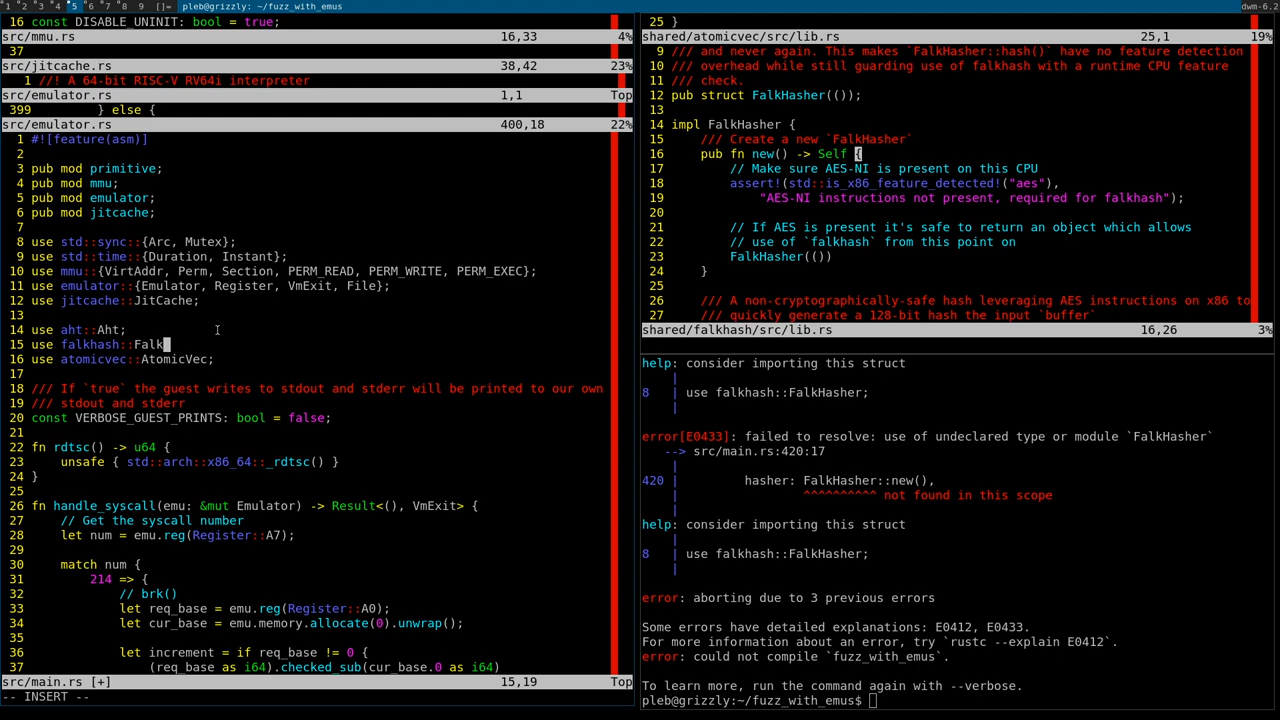 1 2 3 4 5 6 7 8 9 []= pleb@grizzly: ~/fuzz_with_emus dwm-6.2
16 const DISABLE_UNINIT: bool = true;
src/mmu.rs 16,33 4%
37
src/jitcache.rs 38,42 23%
1 //! A 64-bit RISC-V RV64i interpreter
src/emulator.rs 1,1 Top
399 } else {
src/emulator.rs 400,18 22%
1 #![feature(asm)]
2
3 pub mod primitive;
4 pub mod mmu;
5 pub mod emulator;
6 pub mod jitcache;
7
8 use std::sync::{Arc, Mutex};
9 use std::time::{Duration, Instant};
10 use mmu::{VirtAddr, Perm, Section, PERM_READ, PERM_WRITE, PERM_EXEC};
11 use emulator::{Emulator, Register, VmExit, File};
12 use jitcache::JitCache;
13
14 use aht::Aht;
15 use falkhash::Falk
16 use atomicvec::AtomicVec;
17
18 /// If `true` the guest writes to stdout and stderr will be printed to our own
19 /// stdout and stderr
20 const VERBOSE_GUEST_PRINTS: bool = false;
21
22 fn rdtsc() -> u64 {
23 unsafe { std::arch::x86_64::_rdtsc() }
24 }
25
26 fn handle_syscall(emu: &mut Emulator) -> Result<(), VmExit> {
27 // Get the syscall number
28 let num = emu.reg(Register::A7);
29
30 match num {
31 214 => {
32 // brk()
33 let req_base = emu.reg(Register::A0);
34 let cur_base = emu.memory.allocate(0).unwrap();
35
36 let increment = if req_base != 0 {
37 (req_base as i64).checked_sub(cur_base.0 as i64)
src/main.rs [+] 15,19 Top
-- INSERT --
25 }
shared/atomicvec/src/lib.rs 25,1 19%
9 /// and never again. This makes `FalkHasher::hash()` have no feature detection
10 /// overhead while still guarding use of falkhash with a runtime CPU feature
11 /// check.
12 pub struct FalkHasher(());
13
14 impl FalkHasher {
15 /// Create a new `FalkHasher`
16 pub fn new() -> Self {
17 // Make sure AES-NI is present on this CPU
18 assert!(std::is_x86_feature_detected!("aes"),
19 "AES-NI instructions not present, required for falkhash");
20
21 // If AES is present it's safe to return an object which allows
22 // use of `falkhash` from this point on
23 FalkHasher(())
24 }
25
26 /// A non-cryptographically-safe hash leveraging AES instructions on x86 to
27 /// quickly generate a 128-bit hash the input `buffer`
shared/falkhash/src/lib.rs 16,26 3%
help: consider importing this struct
|
8 | use falkhash::FalkHasher;
|
error[E0433]: failed to resolve: use of undeclared type or module `FalkHasher`
--> src/main.rs:420:17
|
420 | hasher: FalkHasher::new(),
| ^^^^^^^^^^ not found in this scope
|
help: consider importing this struct
|
8 | use falkhash::FalkHasher;
|
error: aborting due to 3 previous errors
Some errors have detailed explanations: E0412, E0433.
For more information about an error, try `rustc --explain E0412`.
error: could not compile `fuzz_with_emus`.
To learn more, run the command again with --verbose.
pleb@grizzly:~/fuzz_with_emus$